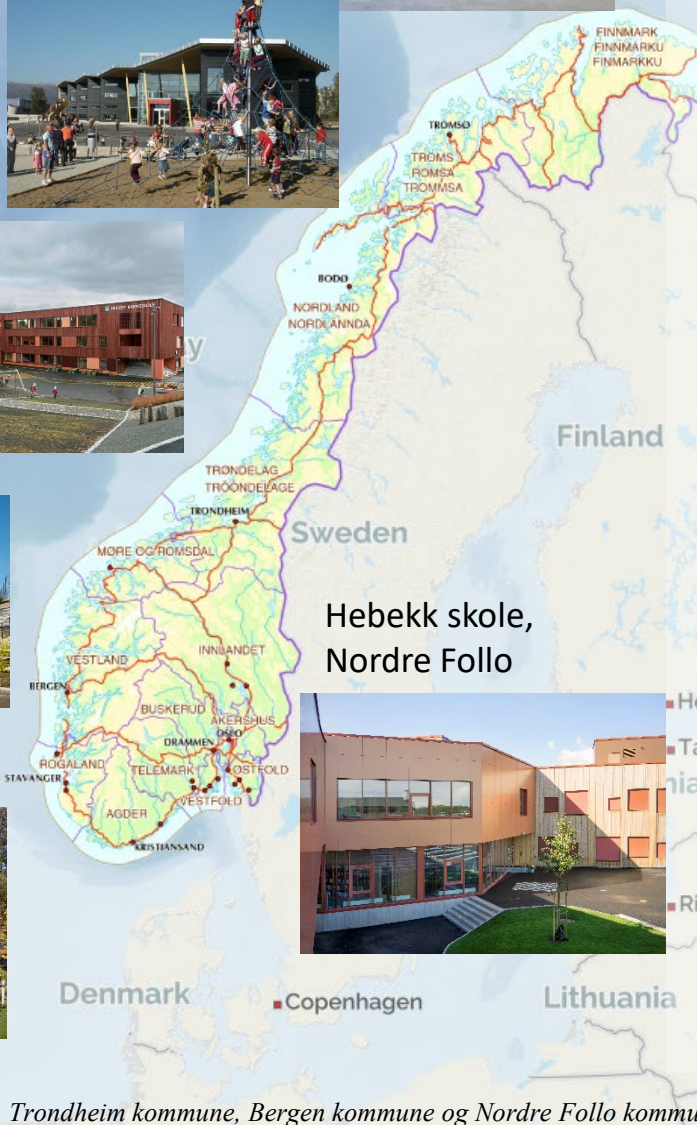 FINNMARK
FINNMARKU
FINMARKKU
TROMSØ
TROMS
ROMSA
TROMMSA
BODØ
NORDLAND
NORDLÁNNDA
Finland
TRØNDELAG
TRÖÖNDELAGE
TRONDHEIM
Sweden
MØRE OG ROMSDAL
Hebekk skole,
Nordre Follo
INNLANDET
VESTLAND
BERGEN
BUSKERUD
AKERSHUS
OSLO
DRAMMEN
ROGALAND
TELEMARK
ØSTFOLD
STAVANGER
VESTFOLD
AGDER
KRISTIANSAND
Denmark
Copenhagen
Lithuania
Trondheim kommune, Bergen kommune og Nordre Follo kommu